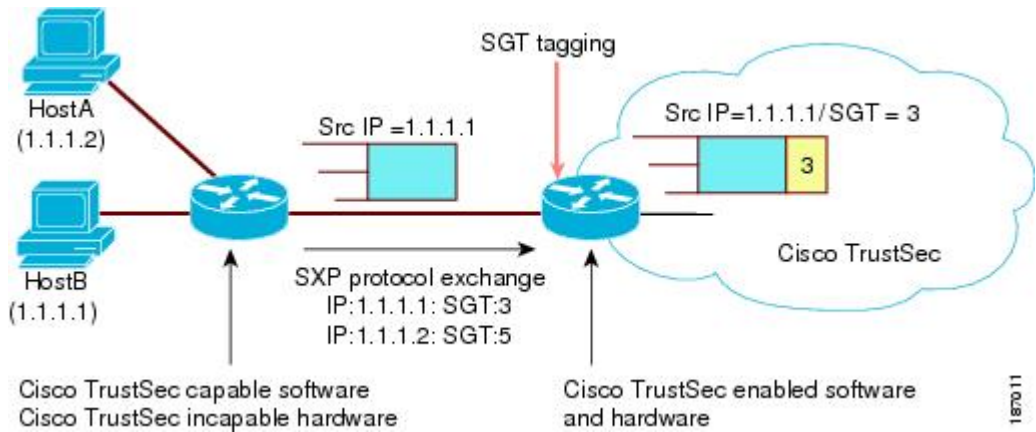 SGT tagging
HostA
(1.1.1.2)
Src IP =1.1.1.1
Src IP=1.1.1.1/SGT = 3
3
HostB
(1.1.1.1)
SXP protocol exchange
IP:1.1.1.1: SGT:3
IP:1.1.1.2: SGT:5
Cisco TrustSec
Cisco TrustSec capable software
Cisco TrustSec incapable hardware
Cisco TrustSec enabled software
and hardware
187011